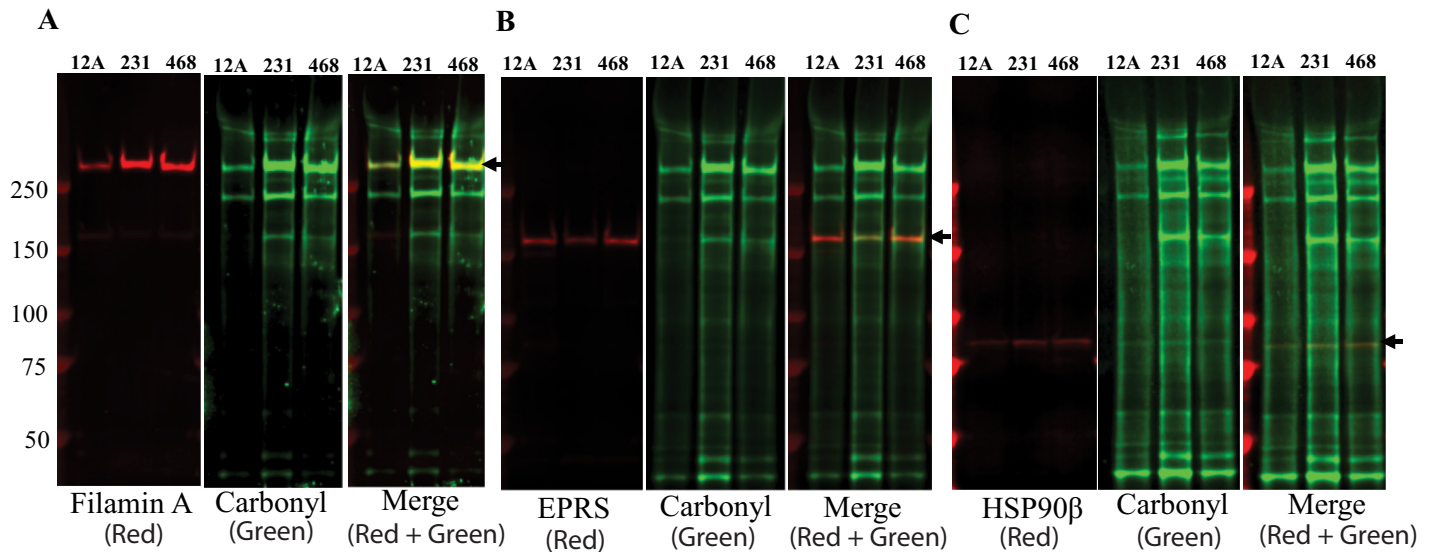 A
B
C
12A 231 468
12A 231 468
12A 231 468
12A 231 468
12A 231 468
12A 231 468
12A 231 468
12A 231 468
12A 231 468
250
150
100
75
50
Filamin A
(Red)
Carbonyl
(Green)
Merge
(Red + Green)
EPRS
(Red)
Carbonyl
(Green)
Merge
(Red + Green)
HSP90β
(Red)
Carbonyl
(Green)
Merge
(Red + Green)